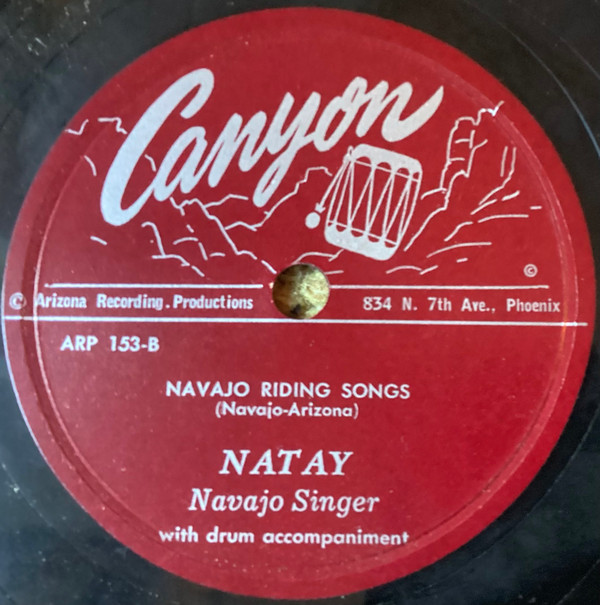 Canyon
©
© Arizona Recording.Productions 834 N. 7th Ave., Phoenix
ARP 153-B
NAVAJO RIDING SONGS
(Navajo-Arizona)
NATAY
Navajo Singer
with drum accompaniment